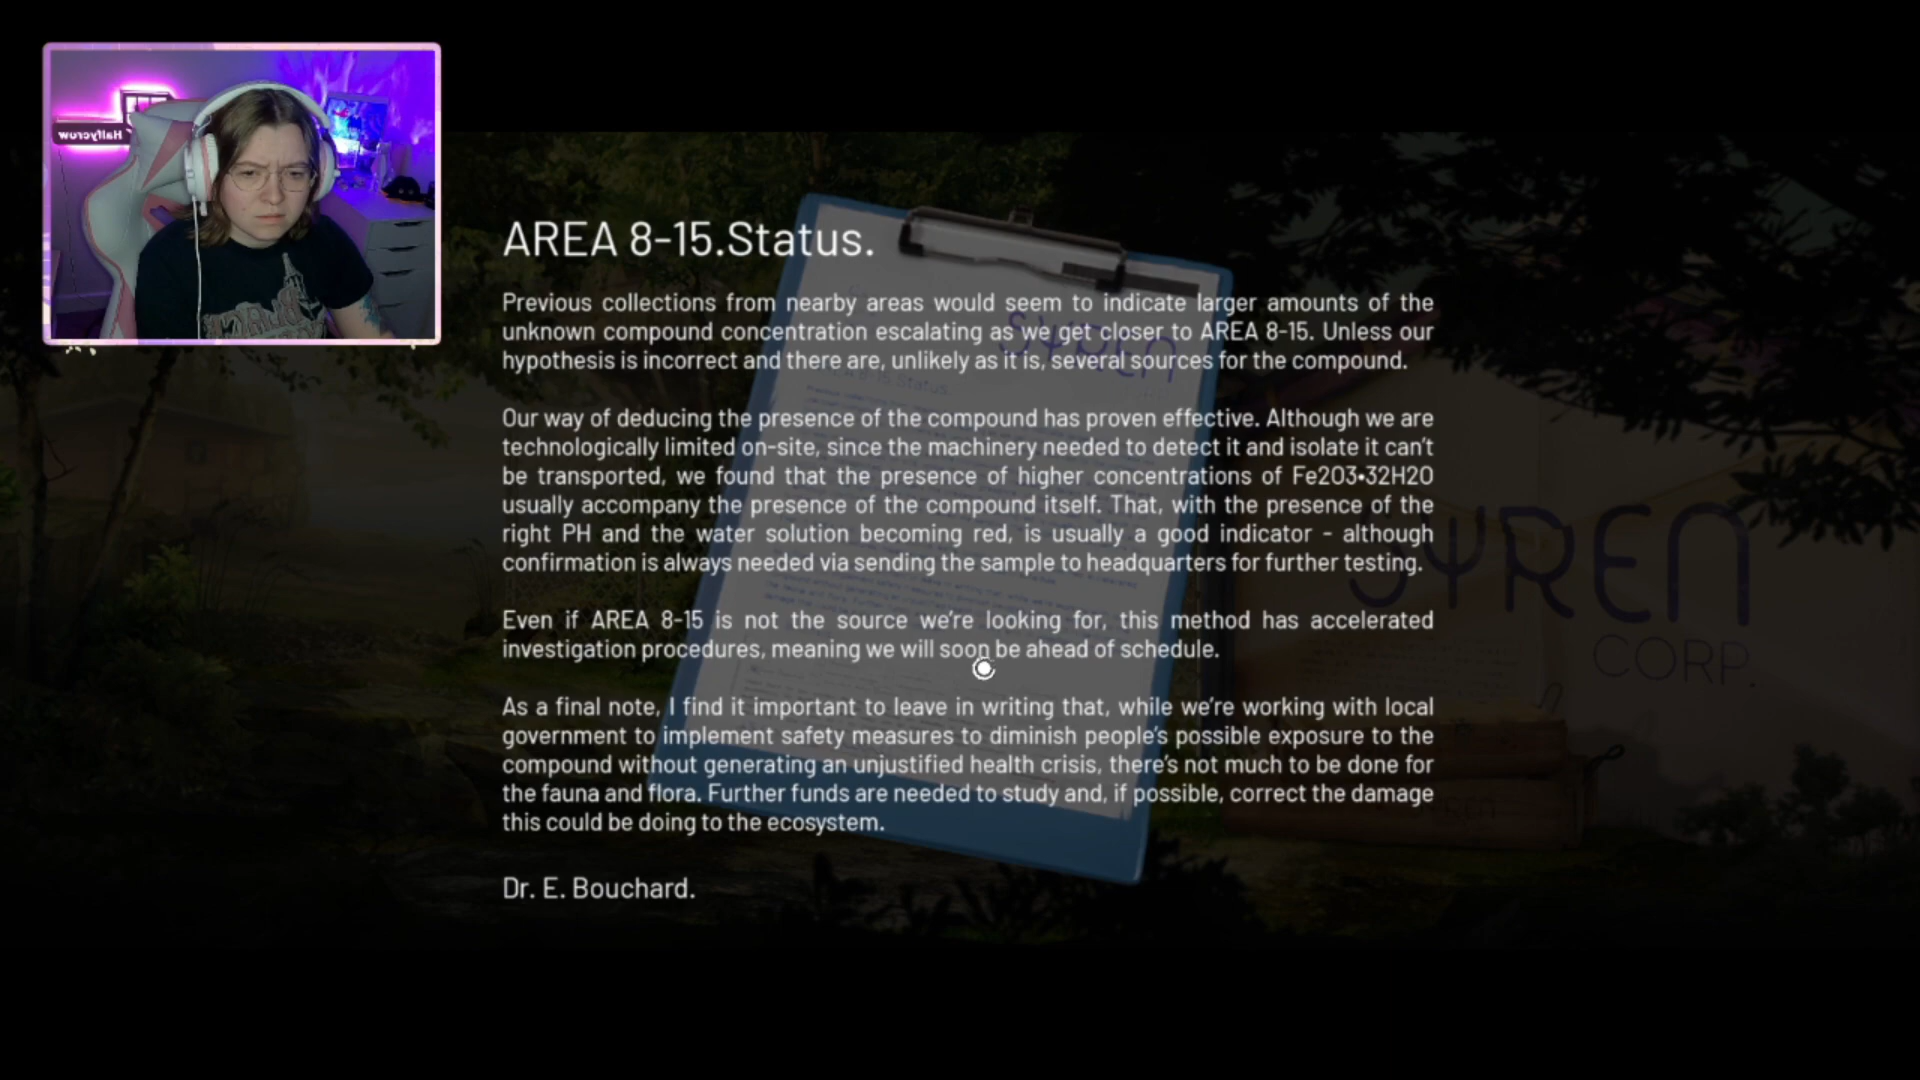 Halfycrow
AREA 8-15.Status.
Previous collections from nearby areas would seem to indicate larger amounts of the
unknown compound concentration escalating as we get closer to AREA 8-15. Unless our
hypothesis is incorrect and there are, unlikely as it is, several sources for the compound.
Our way of deducing the presence of the compound has proven effective. Although we are
technologically limited on-site, since the machinery needed to detect it and isolate it can't
be transported, we found that the presence of higher concentrations of Fe2O3•32H2O
usually accompany the presence of the compound itself. That, with the presence of the
right PH and the water solution becoming red, is usually a good indicator - although
confirmation is always needed via sending the sample to headquarters for further testing.
Even if AREA 8-15 is not the source we're looking for, this method has accelerated
investigation procedures, meaning we will soon be ahead of schedule.
As a final note, I find it important to leave in writing that, while we're working with local
government to implement safety measures to diminish people's possible exposure to the
compound without generating an unjustified health crisis, there's not much to be done for
the fauna and flora. Further funds are needed to study and, if possible, correct the damage
this could be doing to the ecosystem.
Dr. E. Bouchard.
SYREN
SYREN
CORP.